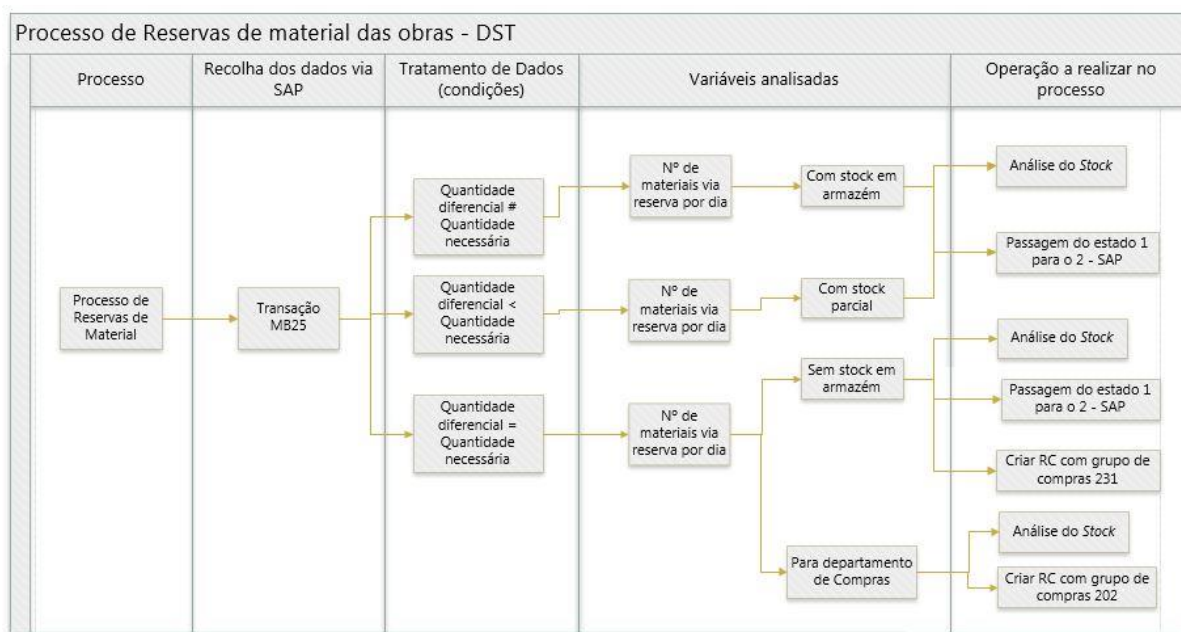 Processo de Reservas de material das obras - DST
Processo
Recolha dos dados via
SAP
Tratamento de Dados
(condições)
Variáveis analisadas
Operação a realizar no
processo
Processo de
Reservas de
Material
Transação
MB25
Quantidade
diferencial #
Quantidade
necessária
Quantidade
diferencial <
Quantidade
necessária
Quantidade
diferencial =
Quantidade
necessária
Nº de
materiais via
reserva por dia
Nº de
materiais via
reserva por dia
Nº de
materiais via
reserva por dia
Com stock em
armazém
Com stock
parcial
Sem stock em
armazém
Para departamento
de Compras
Análise do Stock
Passagem do estado 1
para o 2 - SAP
Análise do Stock
Passagem do estado 1
para o 2 - SAP
Criar RC com grupo de
compras 231
Análise do Stock
Criar RC com grupo de
compras 202